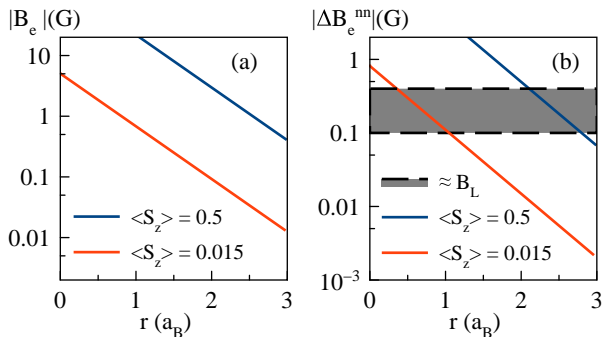 |B_e|(G)
(a)
10
1
0.1
0.01
<S_z> = 0.5
<S_z> = 0.015
0 1 2 3
r (a_B)
|ΔB_e^nn|(G)
(b)
1
0.1
0.01
10^−3
≈ B_L
<S_z> = 0.5
<S_z> = 0.015
0 1 2 3
r (a_B)